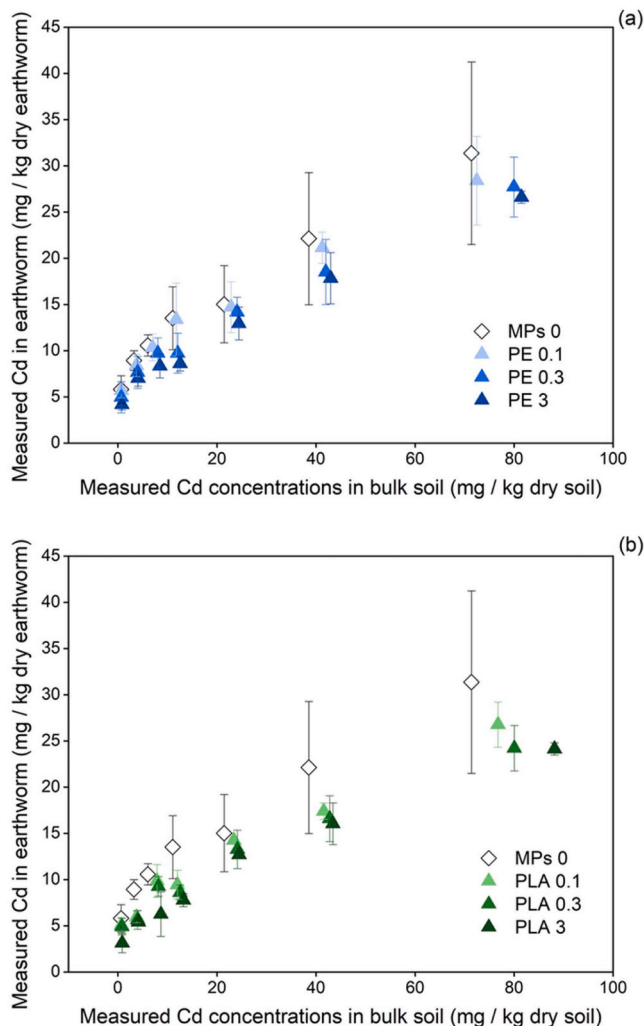 (a)
45
40
35
30
25
20
15
10
5
0
Measured Cd in earthworm (mg / kg dry earthworm)
MPs 0
PE 0.1
PE 0.3
PE 3
0 20 40 60 80 100
Measured Cd concentrations in bulk soil (mg / kg dry soil)
(b)
45
40
35
30
25
20
15
10
5
0
Measured Cd in earthworm (mg / kg dry earthworm)
MPs 0
PLA 0.1
PLA 0.3
PLA 3
0 20 40 60 80 100
Measured Cd concentrations in bulk soil (mg / kg dry soil)